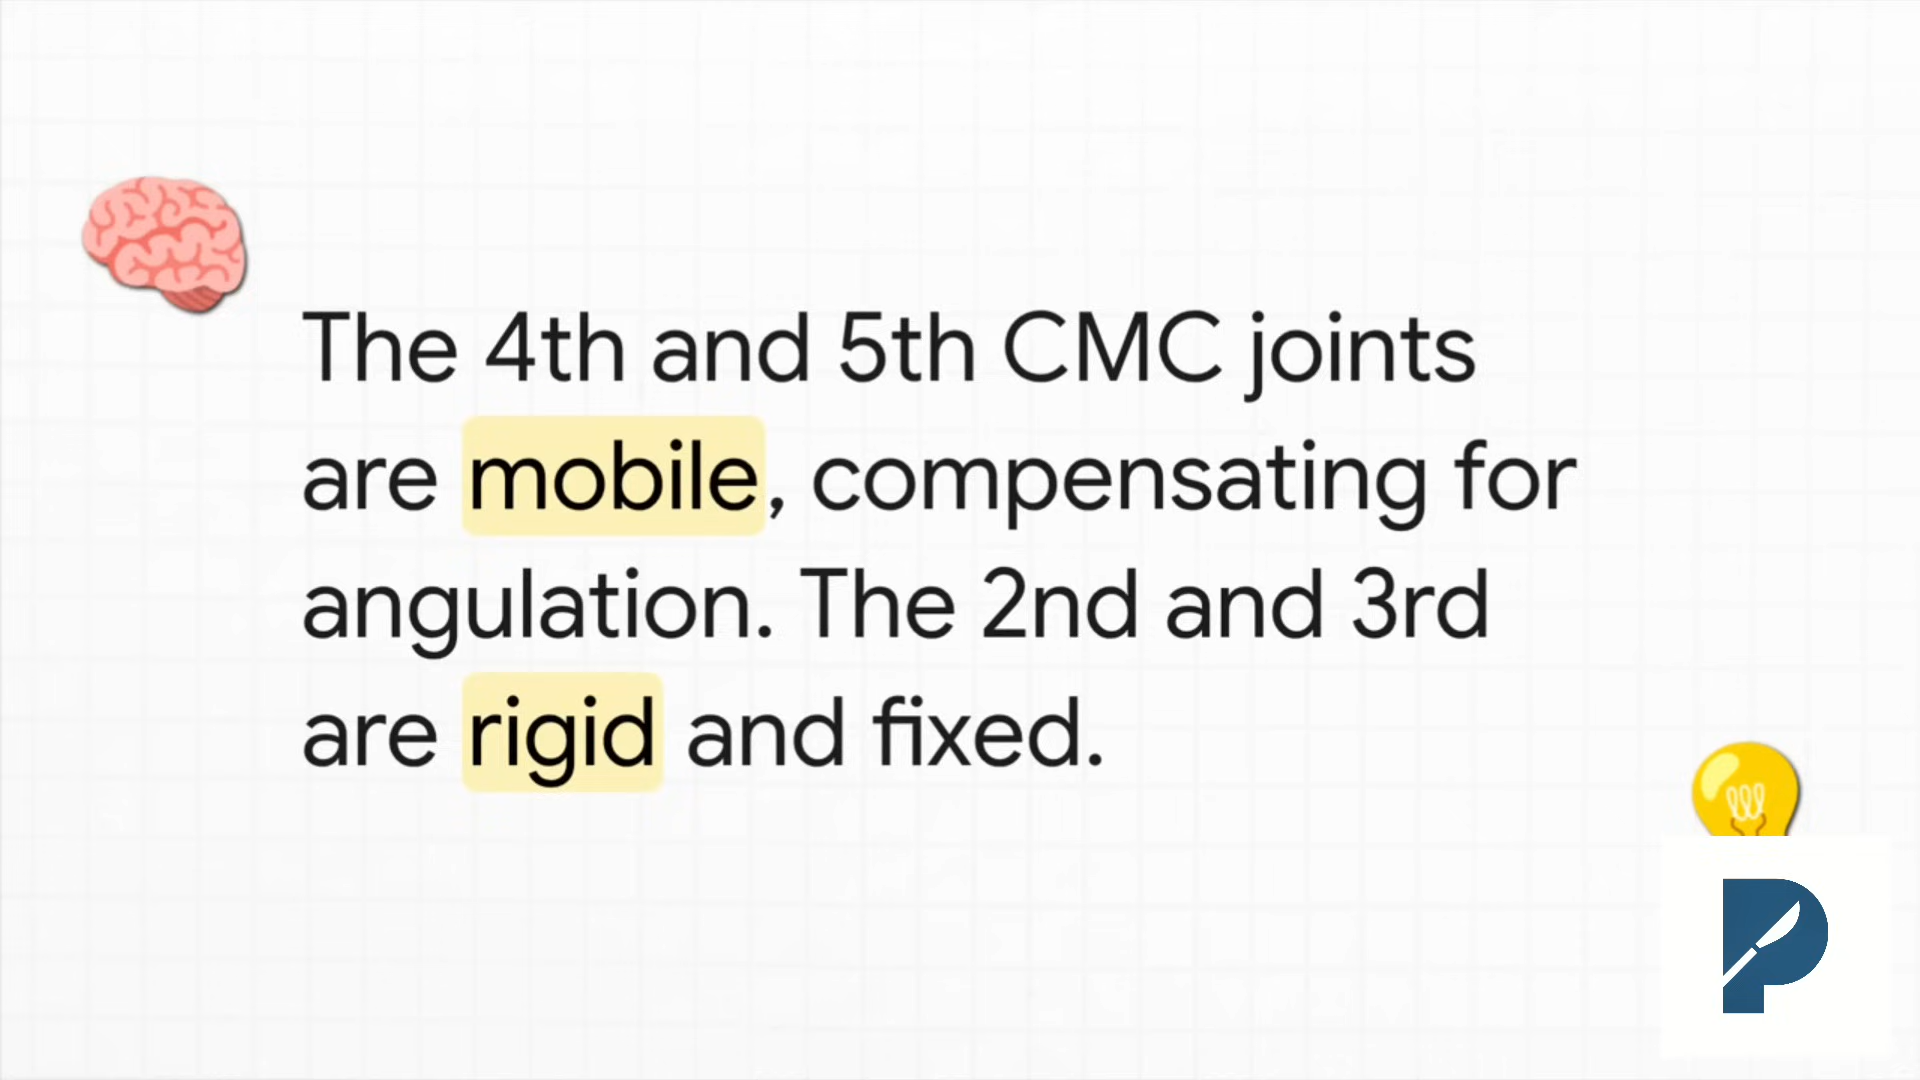 The 4th and 5th CMC joints
are mobile, compensating for
angulation. The 2nd and 3rd
are rigid and fixed.
P